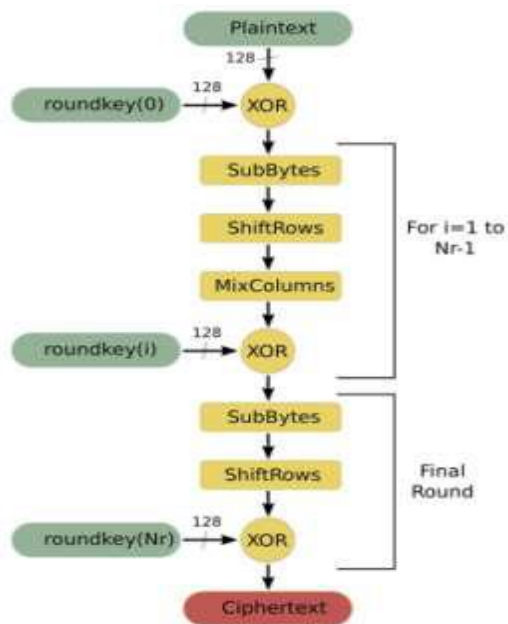 Plaintext
128
roundkey(0)
128
XOR
SubBytes
ShiftRows
MixColumns
For i=1 to
Nr-1
roundkey(i)
128
XOR
SubBytes
ShiftRows
Final
Round
roundkey(Nr)
128
XOR
Ciphertext